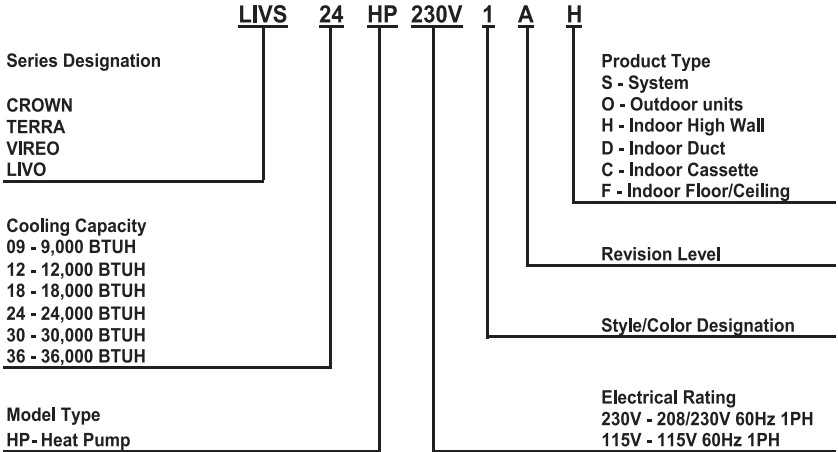 LIVS 24 HP 230V 1 A H
Series Designation
CROWN
TERRA
VIREO
LIVO
Cooling Capacity
09 - 9,000 BTUH
12 - 12,000 BTUH
18 - 18,000 BTUH
24 - 24,000 BTUH
30 - 30,000 BTUH
36 - 36,000 BTUH
Model Type
HP - Heat Pump
Product Type
S - System
O - Outdoor units
H - Indoor High Wall
D - Indoor Duct
C - Indoor Cassette
F - Indoor Floor/Ceiling
Revision Level
Style/Color Designation
Electrical Rating
230V - 208/230V 60Hz 1PH
115V - 115V 60Hz 1PH